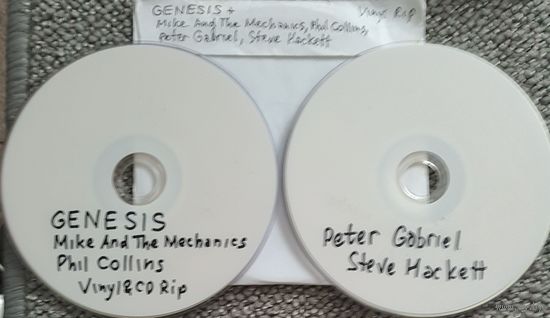 GENESIS + Vinyl Rip
Mike And The Mechanics, Phil Collins,
Peter Gabriel, Steve Hackett
GENESIS
Mike And The Mechanics
Phil Collins
Vinyl&CD Rip
Peter Gabriel
Steve Hackett